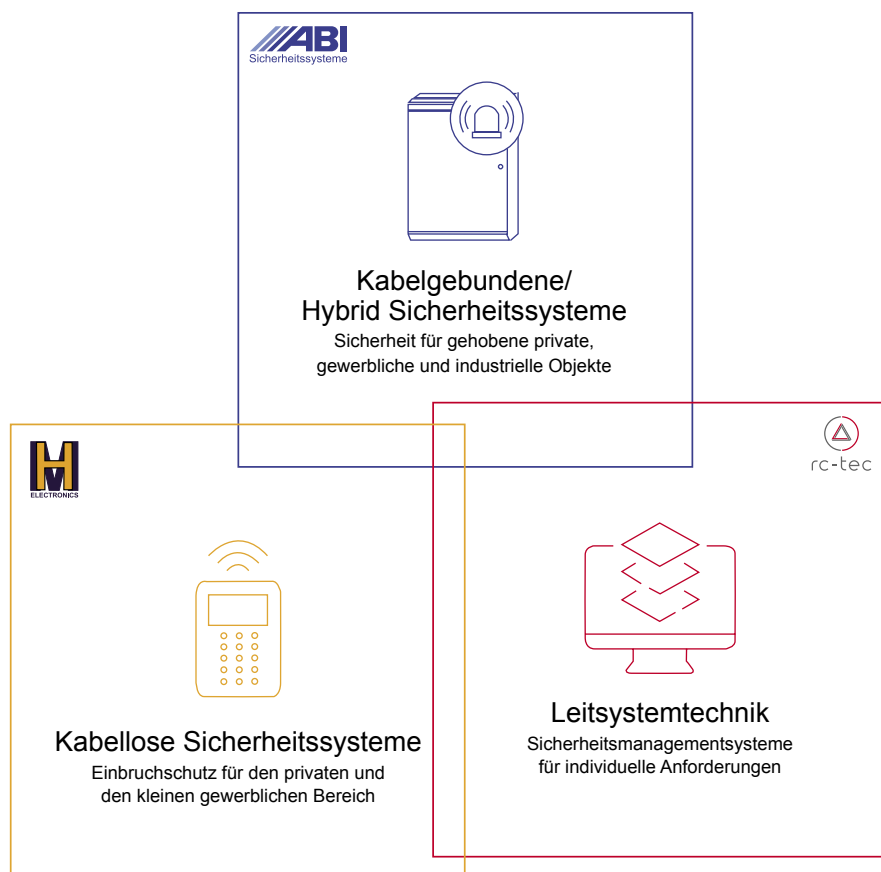 ABI
Sicherheitssysteme
Kabelgebundene/
Hybrid Sicherheitssysteme
Sicherheit für gehobene private,
gewerbliche und industrielle Objekte
H
ELECTRONICS
Kabellose Sicherheitssysteme
Einbruchschutz für den privaten und
den kleinen gewerblichen Bereich
rc-tec
Leitsystemtechnik
Sicherheitsmanagementsysteme
für individuelle Anforderungen